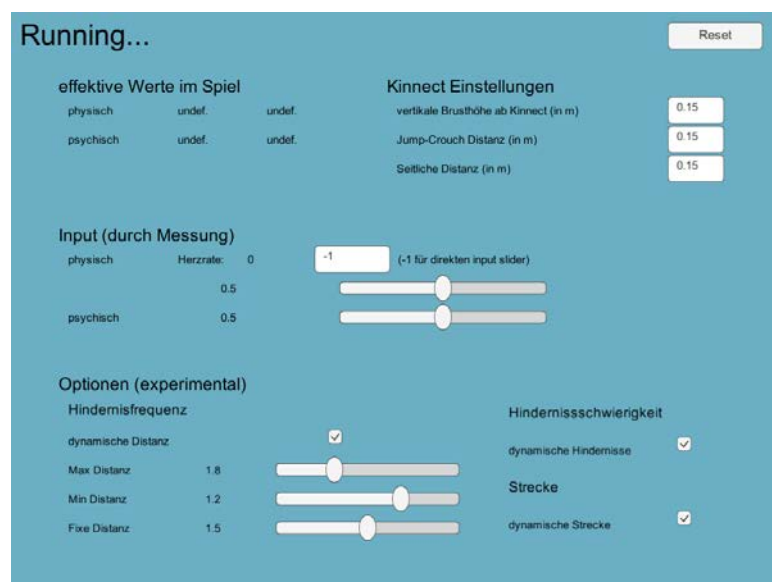 Running...
Reset
effektive Werte im Spiel
physisch undef. undef.
psychisch undef. undef.
Kinnect Einstellungen
vertikale Brusthöhe ab Kinnect (in m) 0.15
Jump-Crouch Distanz (in m) 0.15
Seitliche Distanz (in m) 0.15
Input (durch Messung)
physisch Herzrate: 0 -1 (-1 für direkten input slider)
0.5
psychisch 0.5
Optionen (experimental)
Hindernisfrequenz
dynamische Distanz
Max Distanz 1.8
Min Distanz 1.2
Fixe Distanz 1.5
Hindernissschwierigkeit
dynamische Hindernisse
Strecke
dynamische Strecke